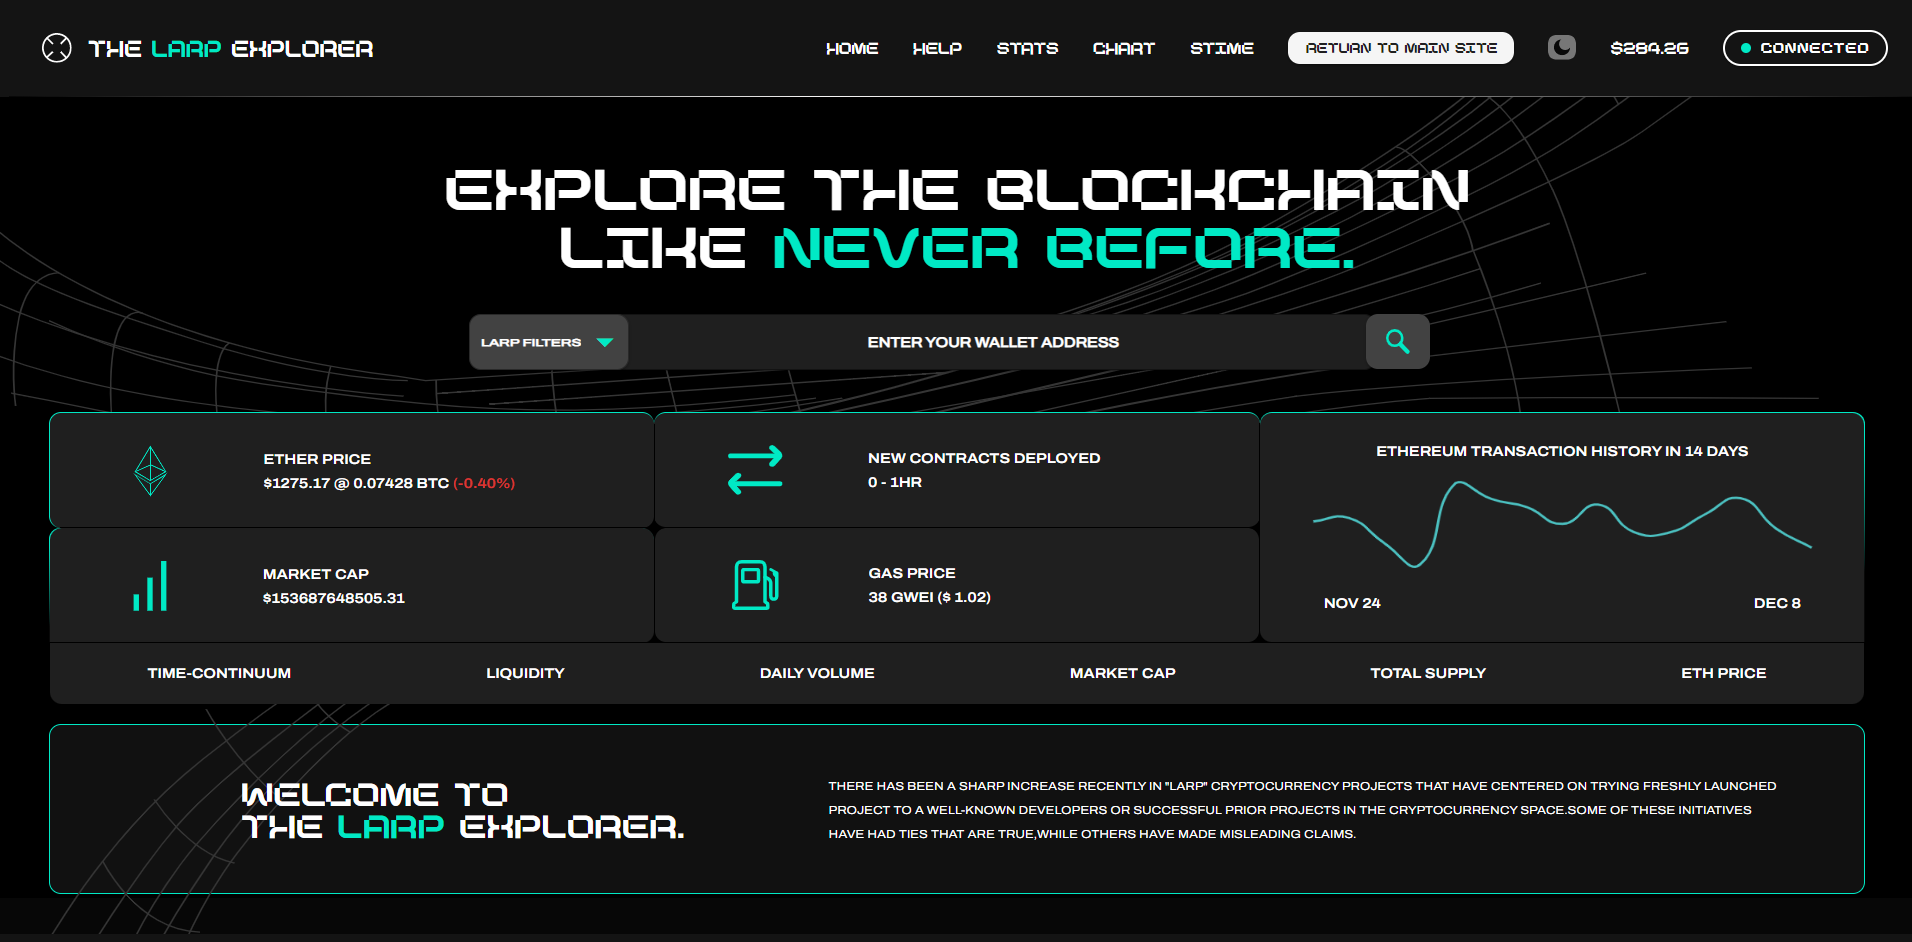 THE LARP EXPLORER
HOME HELP STATS CHART STIME RETURN TO MAIN SITE $284.26 CONNECTED
EXPLORE THE BLOCKCHAIN
LIKE NEVER BEFORE.
LARP FILTERS
ENTER YOUR WALLET ADDRESS
ETHER PRICE
$1275.17 @ 0.07428 BTC (-0.40%)
NEW CONTRACTS DEPLOYED
0 - 1HR
ETHEREUM TRANSACTION HISTORY IN 14 DAYS
NOV 24 DEC 8
MARKET CAP
$153687648505.31
GAS PRICE
38 GWEI ($ 1.02)
TIME-CONTINUUM LIQUIDITY DAILY VOLUME MARKET CAP TOTAL SUPPLY ETH PRICE
WELCOME TO
THE LARP EXPLORER.
THERE HAS BEEN A SHARP INCREASE RECENTLY IN "LARP" CRYPTOCURRENCY PROJECTS THAT HAVE CENTERED ON TRYING FRESHLY LAUNCHED
PROJECT TO A WELL-KNOWN DEVELOPERS OR SUCCESSFUL PRIOR PROJECTS IN THE CRYPTOCURRENCY SPACE.SOME OF THESE INITIATIVES
HAVE HAD TIES THAT ARE TRUE,WHILE OTHERS HAVE MADE MISLEADING CLAIMS.